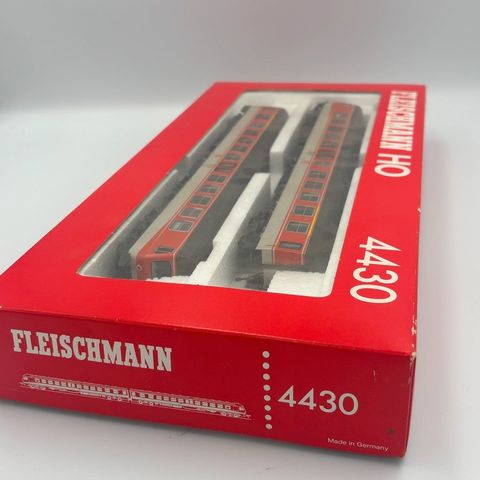 FLEISCHMANN HO 4430
FLEISCHMANN
4430
Made in Germany